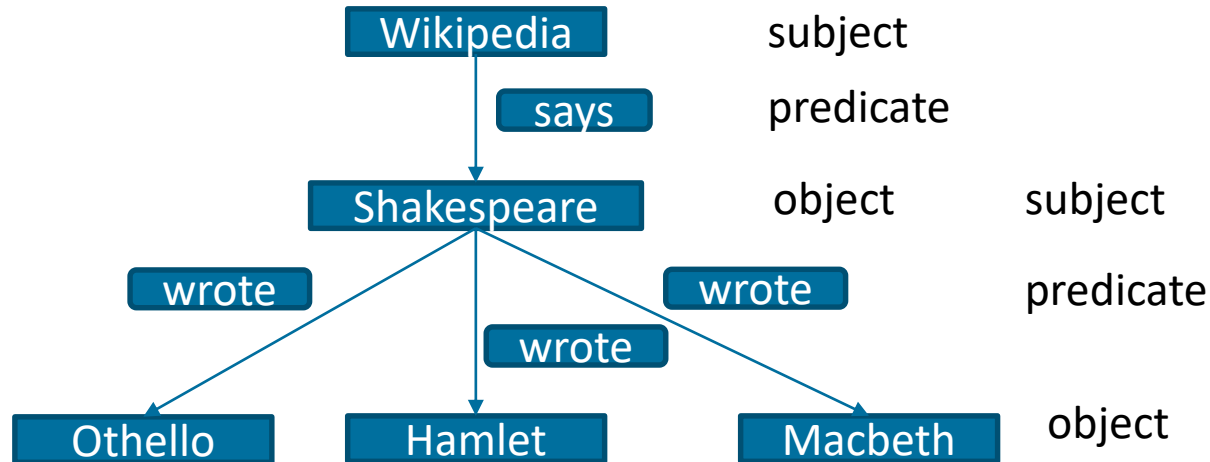 Wikipedia subject
says predicate
Shakespeare object subject
wrote wrote predicate
wrote
Othello Hamlet Macbeth object